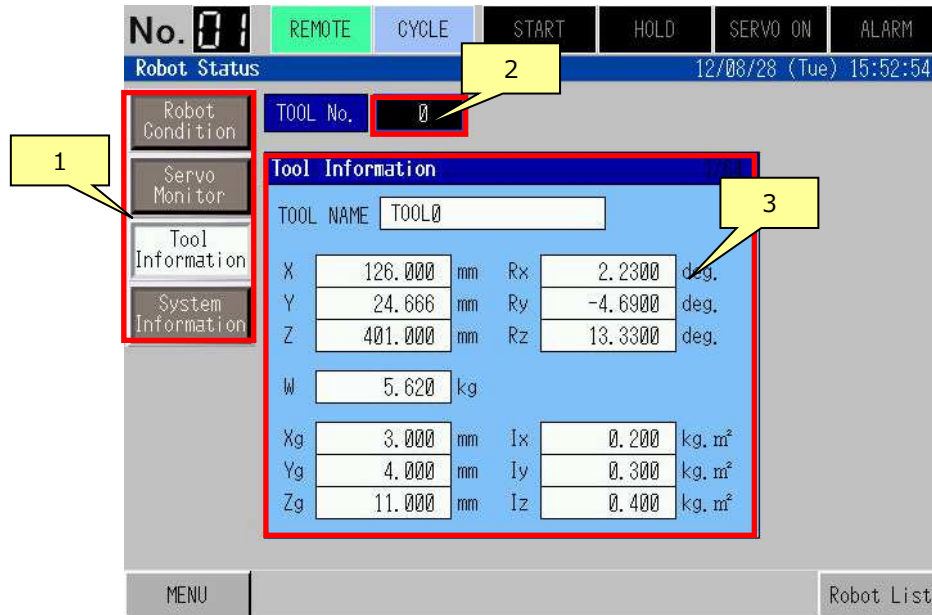 No. 01 REMOTE CYCLE START HOLD SERVO ON ALARM
Robot Status 12/08/28 (Tue) 15:52:54
2
Robot
Condition
TOOL No. 0
1
Servo
Monitor
Tool Information
3
TOOL NAME TOOL0
Tool
Information
X 126.000 mm Rx 2.2300 deg.
Y 24.666 mm Ry -4.6900 deg.
System
Information
Z 401.000 mm Rz 13.3300 deg.
W 5.620 kg
Xg 3.000 mm Ix 0.200 kg.m²
Yg 4.000 mm Iy 0.300 kg.m²
Zg 11.000 mm Iz 0.400 kg.m²
MENU Robot List